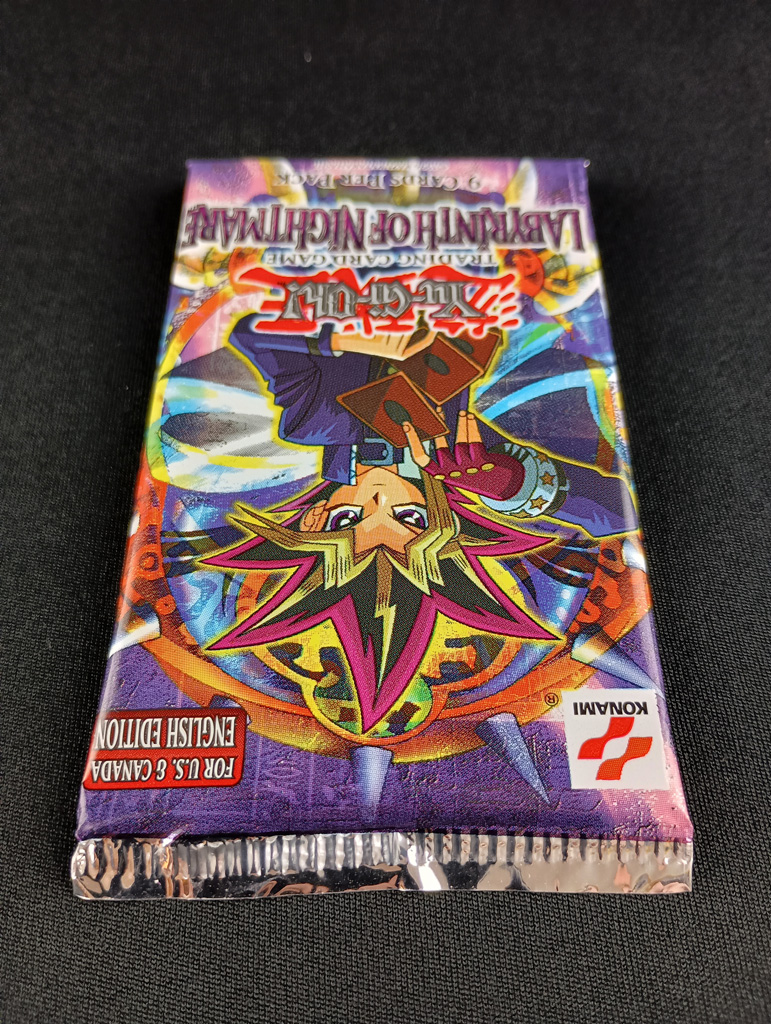 KONAMI
®
FOR U.S. & CANADA
ENGLISH EDITION
YU-GI-OH!
TRADING CARD GAME
LABYRINTH OF NIGHTMARE
9 CARDS PER PACK